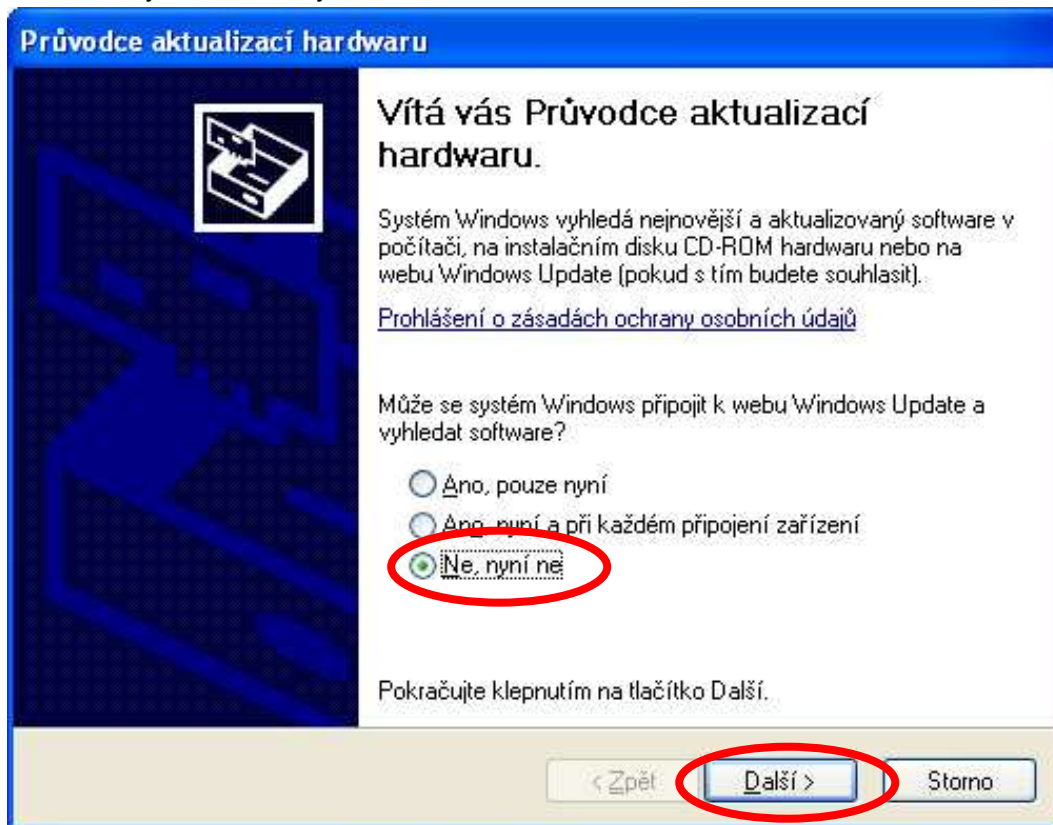 Průvodce aktualizací hardwaru
Vítá vás Průvodce aktualizací
hardwaru.
Systém Windows vyhledá nejnovější a aktualizovaný software v
počítači, na instalačním disku CD-ROM hardwaru nebo na
webu Windows Update (pokud s tím budete souhlasit).
Prohlášení o zásadách ochrany osobních údajů
Může se systém Windows připojit k webu Windows Update a
vyhledat software?
Ano, pouze nyní
Ano, nyní a při každém připojení zařízení
Ne, nyní ne
Pokračujte klepnutím na tlačítko Další.
< Zpět Další > Storno